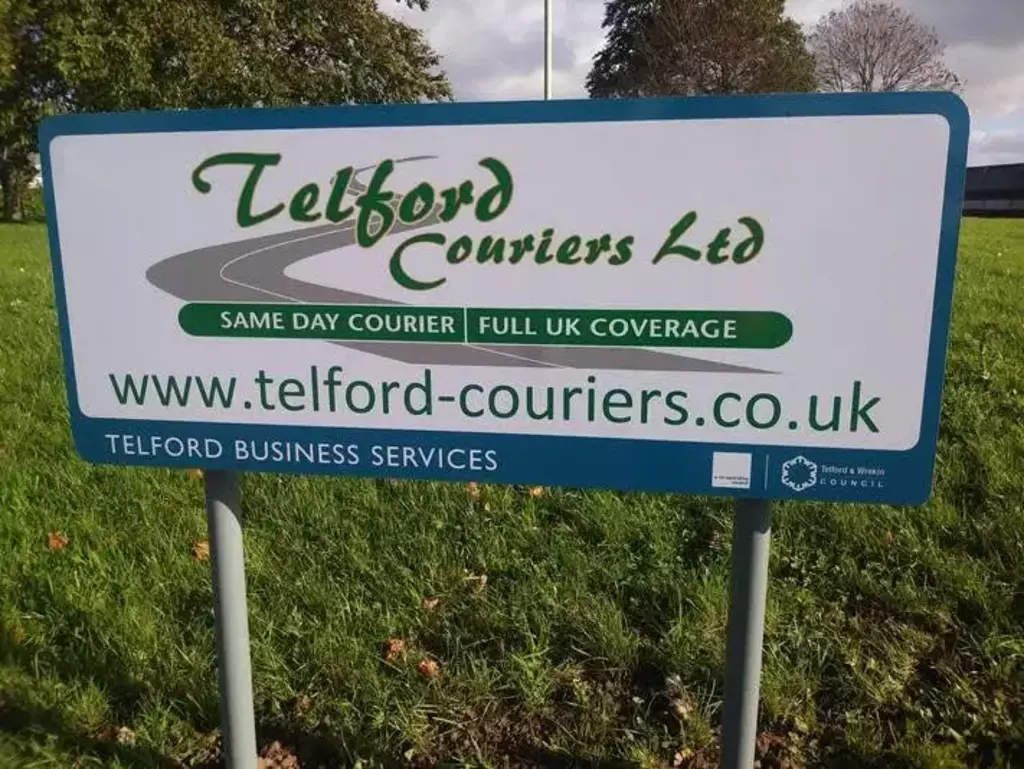 Telford
Couriers Ltd
SAME DAY COURIER | FULL UK COVERAGE
www.telford-couriers.co.uk
TELFORD BUSINESS SERVICES
Telford & Wrekin
COUNCIL